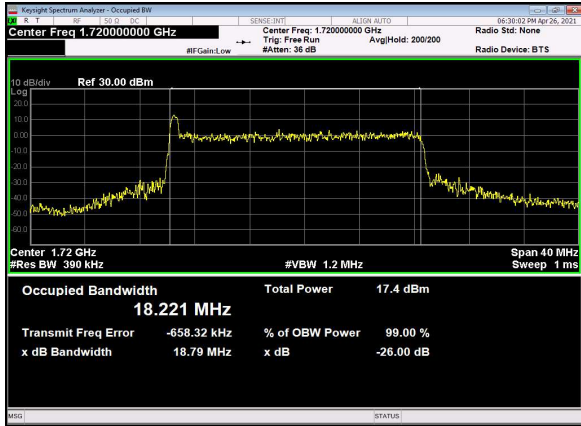 Keysight Spectrum Analyzer - Occupied BW
LXI R T RF 50 Ω DC SENSE:INT ALIGN AUTO 06:30:02 PM Apr 26, 2021
Center Freq 1.720000000 GHz Center Freq: 1.720000000 GHz Radio Std: None
Trig: Free Run Avg|Hold: 200/200
#IFGain:Low #Atten: 36 dB Radio Device: BTS
10 dB/div Ref 30.00 dBm
Log
20.0
10.0
0.00
-10.0
-20.0
-30.0
-40.0
-50.0
-60.0
Center 1.72 GHz Span 40 MHz
#Res BW 390 kHz #VBW 1.2 MHz Sweep 1 ms
Occupied Bandwidth Total Power 17.4 dBm
18.221 MHz
Transmit Freq Error -658.32 kHz % of OBW Power 99.00 %
x dB Bandwidth 18.79 MHz x dB -26.00 dB
MSG STATUS